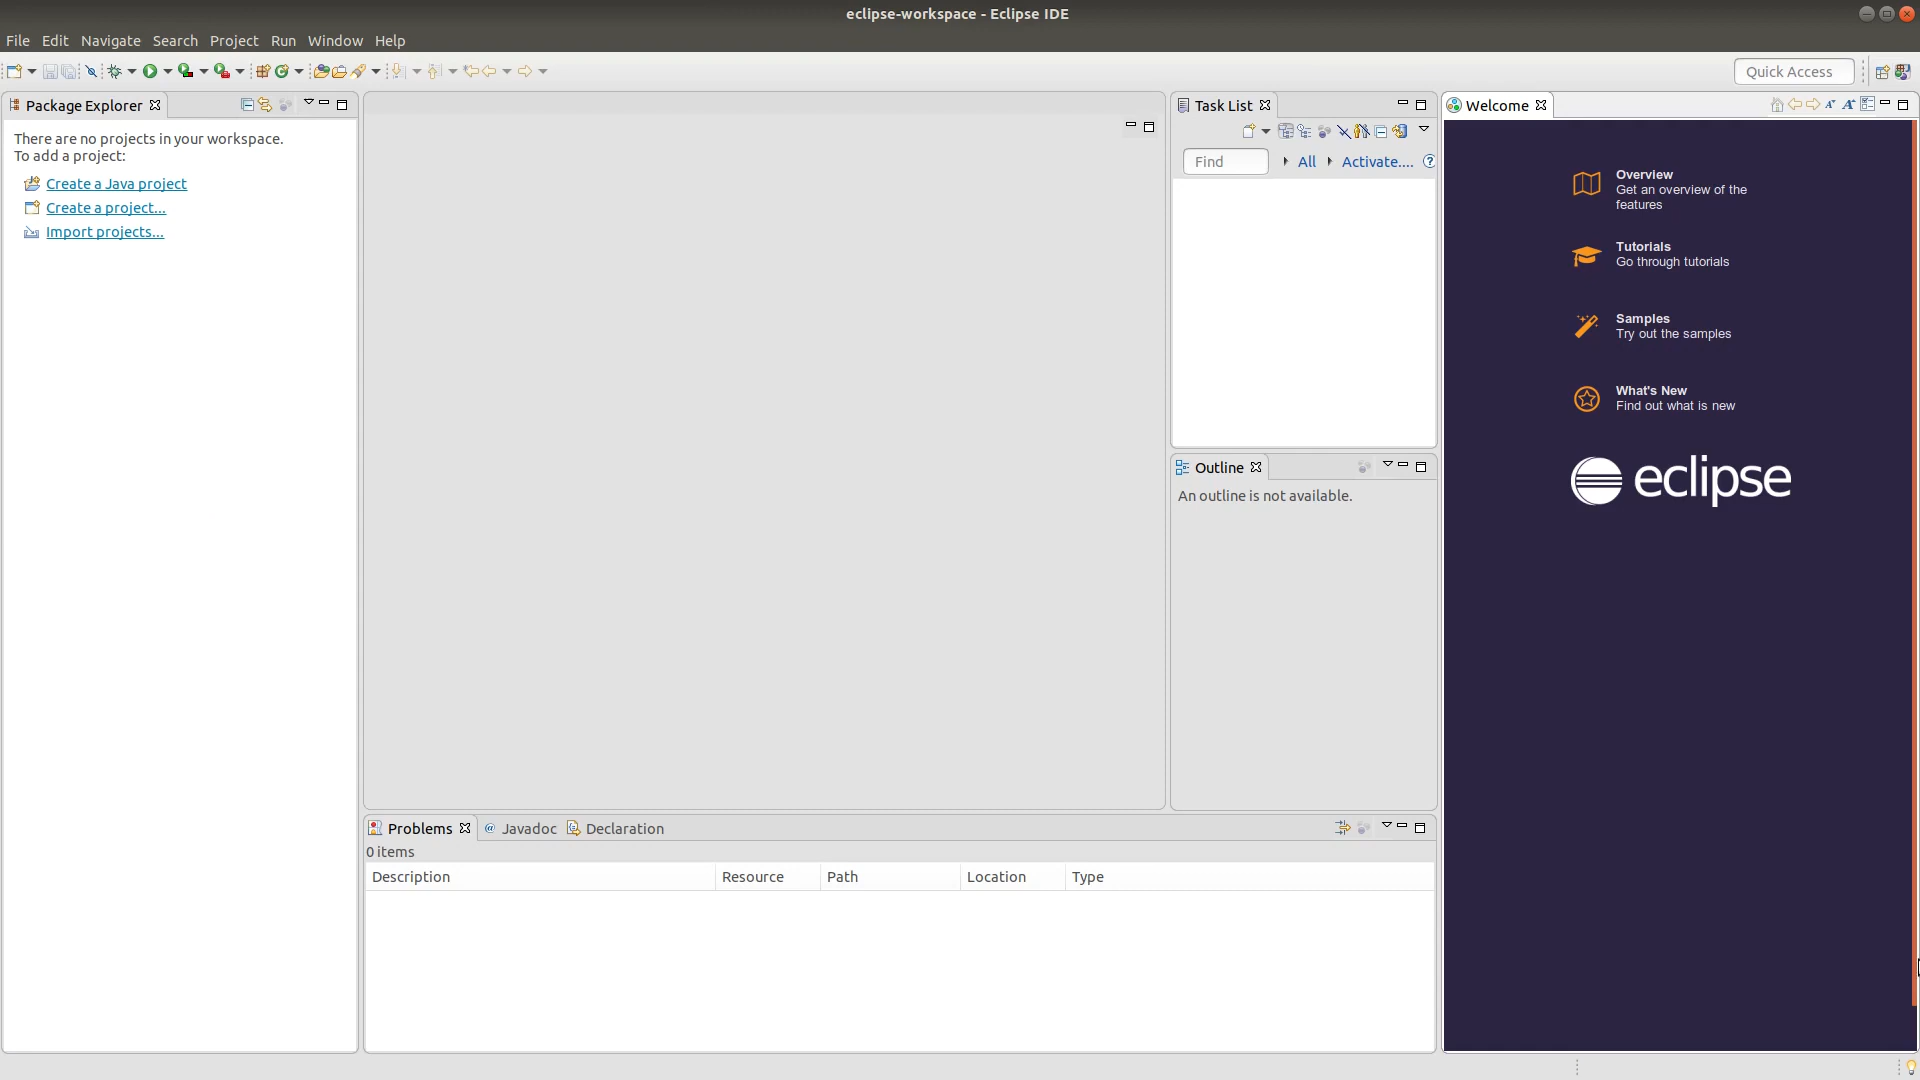 eclipse-workspace - Eclipse IDE
File Edit Navigate Search Project Run Window Help
Quick Access
Package Explorer
There are no projects in your workspace.
To add a project:
Create a Java project
Create a project...
Import projects...
Task List
Find All Activate.... ?
Outline
An outline is not available.
Welcome
Overview
Get an overview of the
features
Tutorials
Go through tutorials
Samples
Try out the samples
What's New
Find out what is new
eclipse
Problems @ Javadoc Declaration
0 items
Description Resource Path Location Type